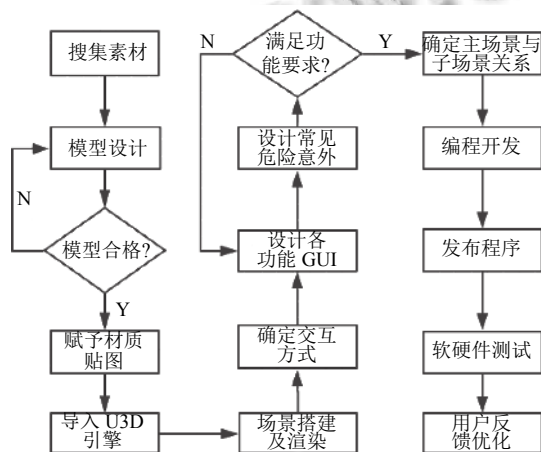 搜集素材
模型设计
N
模型合格?
Y
赋予材质
贴图
导入 U3D
引擎
场景搭建
及渲染
确定交互
方式
设计各
功能 GUI
设计常见
危险意外
满足功
能要求?
N
Y
确定主场景与
子场景关系
编程开发
发布程序
软硬件测试
用户反
馈优化